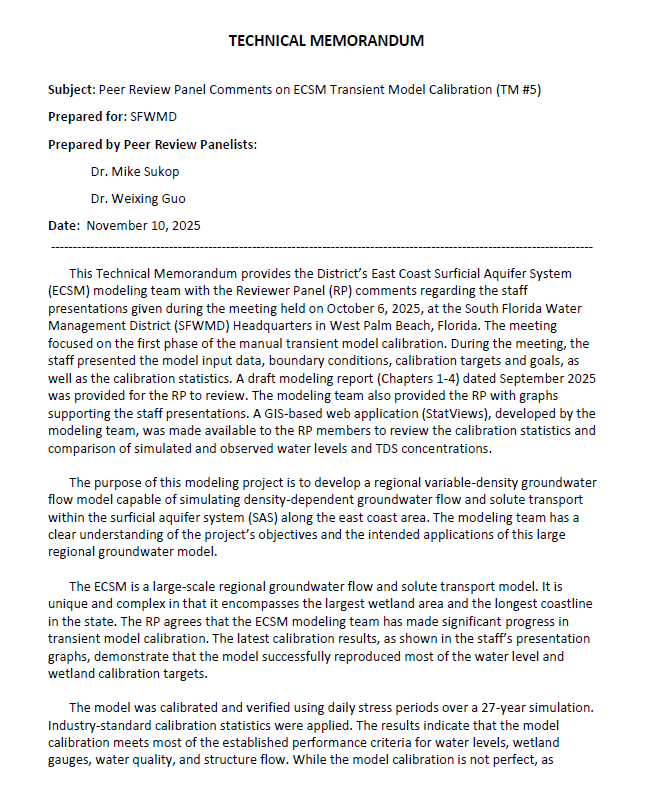 TECHNICAL MEMORANDUM
Subject: Peer Review Panel Comments on ECSM Transient Model Calibration (TM #5)
Prepared for: SFWMD
Prepared by Peer Review Panelists:
Dr. Mike Sukop
Dr. Weixing Guo
Date: November 10, 2025
--------------------------------------------------------------------------------------------------------------------------
This Technical Memorandum provides the District's East Coast Surficial Aquifer System
(ECSM) modeling team with the Reviewer Panel (RP) comments regarding the staff
presentations given during the meeting held on October 6, 2025, at the South Florida Water
Management District (SFWMD) Headquarters in West Palm Beach, Florida. The meeting
focused on the first phase of the manual transient model calibration. During the meeting, the
staff presented the model input data, boundary conditions, calibration targets and goals, as
well as the calibration statistics. A draft modeling report (Chapters 1-4) dated September 2025
was provided for the RP to review. The modeling team also provided the RP with graphs
supporting the staff presentations. A GIS-based web application (StatViews), developed by the
modeling team, was made available to the RP members to review the calibration statistics and
comparison of simulated and observed water levels and TDS concentrations.
The purpose of this modeling project is to develop a regional variable-density groundwater
flow model capable of simulating density-dependent groundwater flow and solute transport
within the surficial aquifer system (SAS) along the east coast area. The modeling team has a
clear understanding of the project's objectives and the intended applications of this large
regional groundwater model.
The ECSM is a large-scale regional groundwater flow and solute transport model. It is
unique and complex in that it encompasses the largest wetland area and the longest coastline
in the state. The RP agrees that the ECSM modeling team has made significant progress in
transient model calibration. The latest calibration results, as shown in the staff's presentation
graphs, demonstrate that the model successfully reproduced most of the water level and
wetland calibration targets.
The model was calibrated and verified using daily stress periods over a 27-year simulation.
Industry-standard calibration statistics were applied. The results indicate that the model
calibration meets most of the established performance criteria for water levels, wetland
gauges, water quality, and structure flow. While the model calibration is not perfect, as